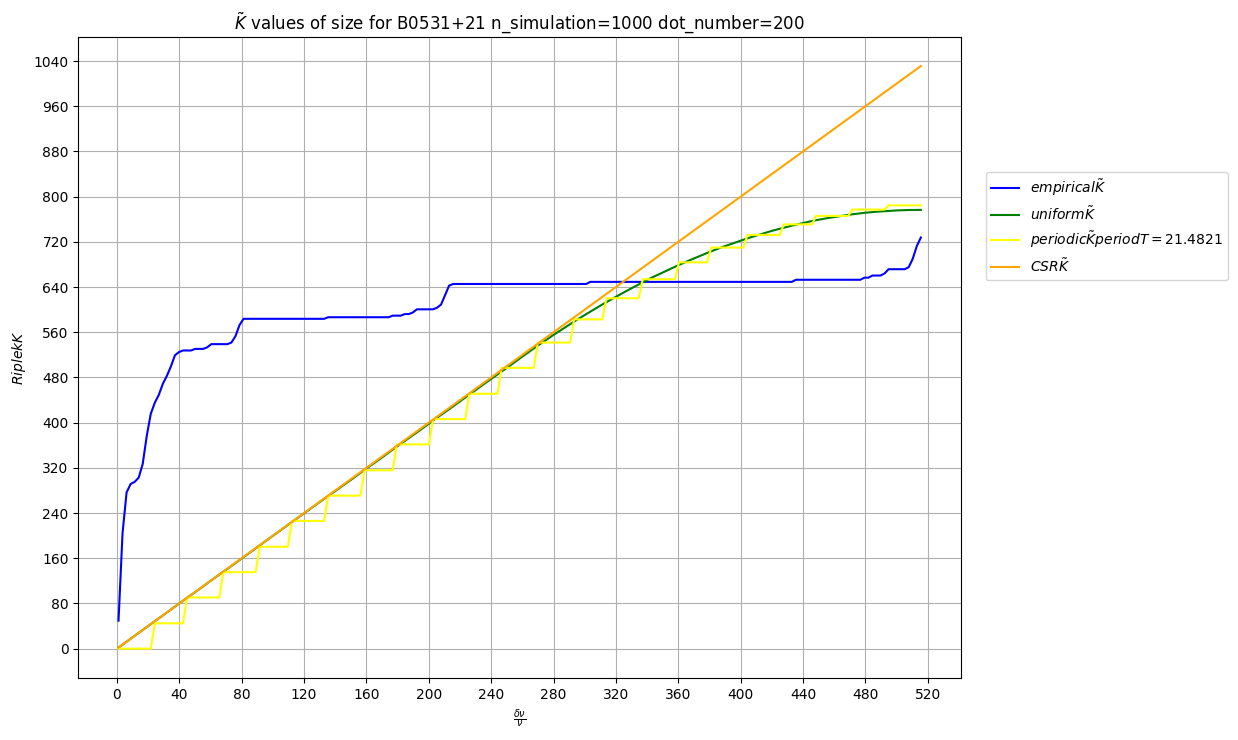 K̃ values of size for B0531+21 n_simulation=1000 dot_number=200
RiplekK
1040
960
880
800
720
640
560
480
400
320
240
160
80
0
0 40 80 120 160 200 240 280 320 360 400 440 480 520
δν/ν
empiricalK̃
uniformK̃
periodicK̃periodT = 21.4821
CSRK̃